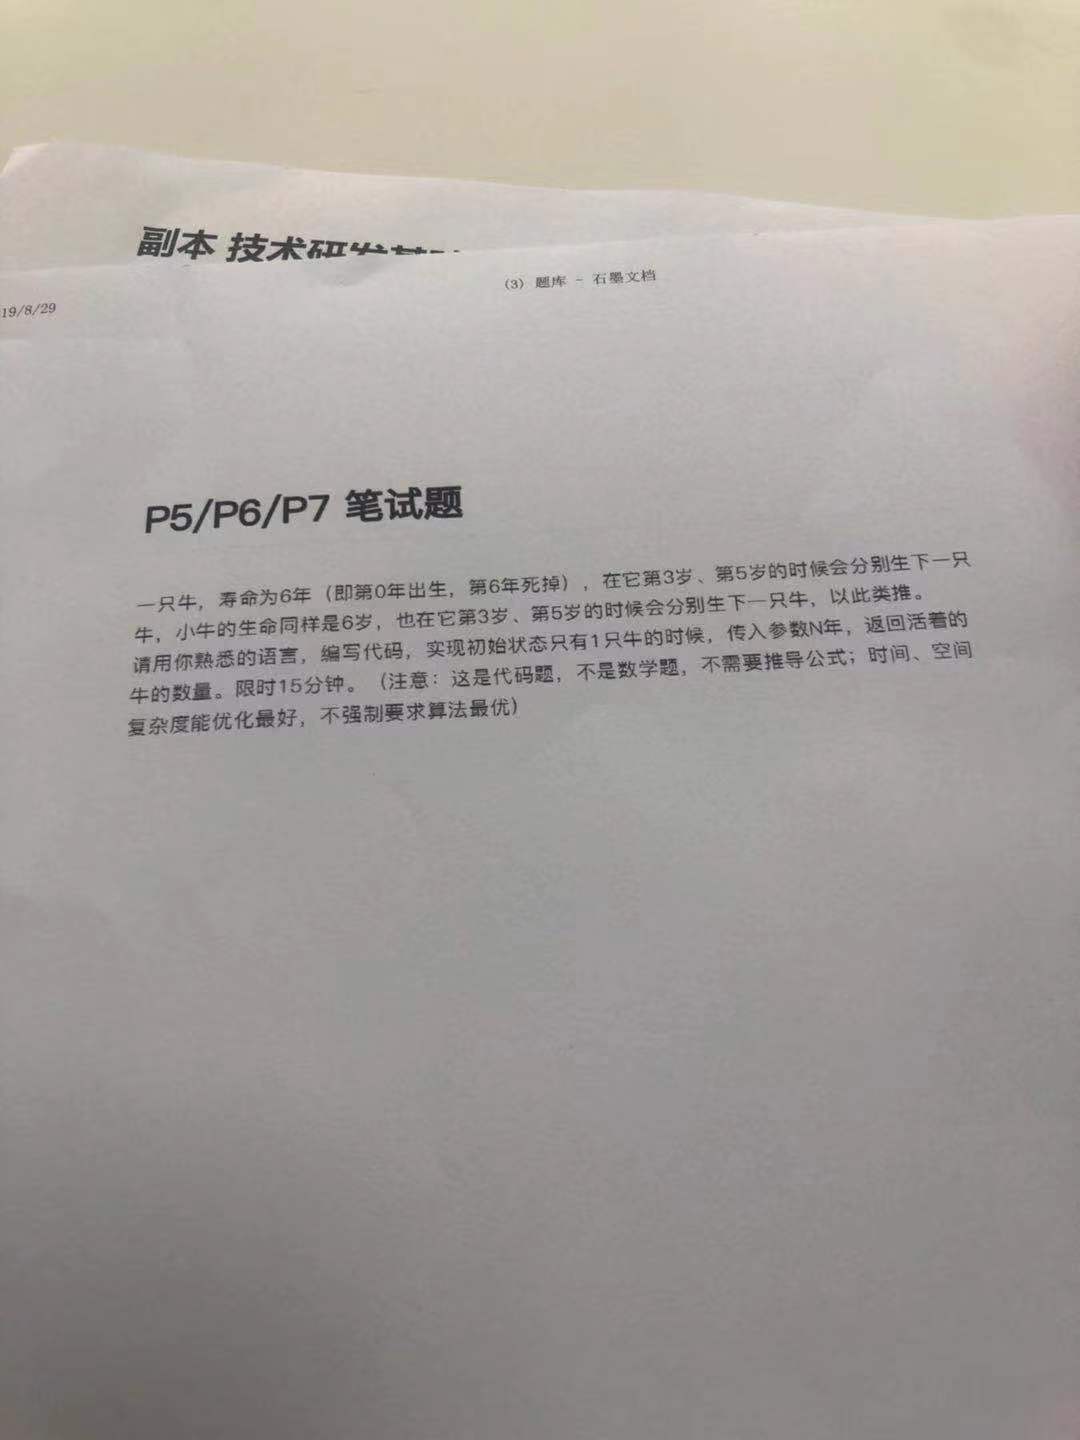 副本 技术研发基
(3) 题库 - 石墨文档
19/8/29
P5/P6/P7 笔试题
一只牛，寿命为6年（即第0年出生，第6年死掉），在它第3岁、第5岁的时候会分别生下一只
牛，小牛的生命同样是6岁，也在它第3岁、第5岁的时候会分别生下一只牛，以此类推。
请用你熟悉的语言，编写代码，实现初始状态只有1只牛的时候，传入参数N年，返回活着的
牛的数量。限时15分钟。（注意：这是代码题，不是数学题，不需要推导公式；时间、空间
复杂度能优化最好，不强制要求算法最优）